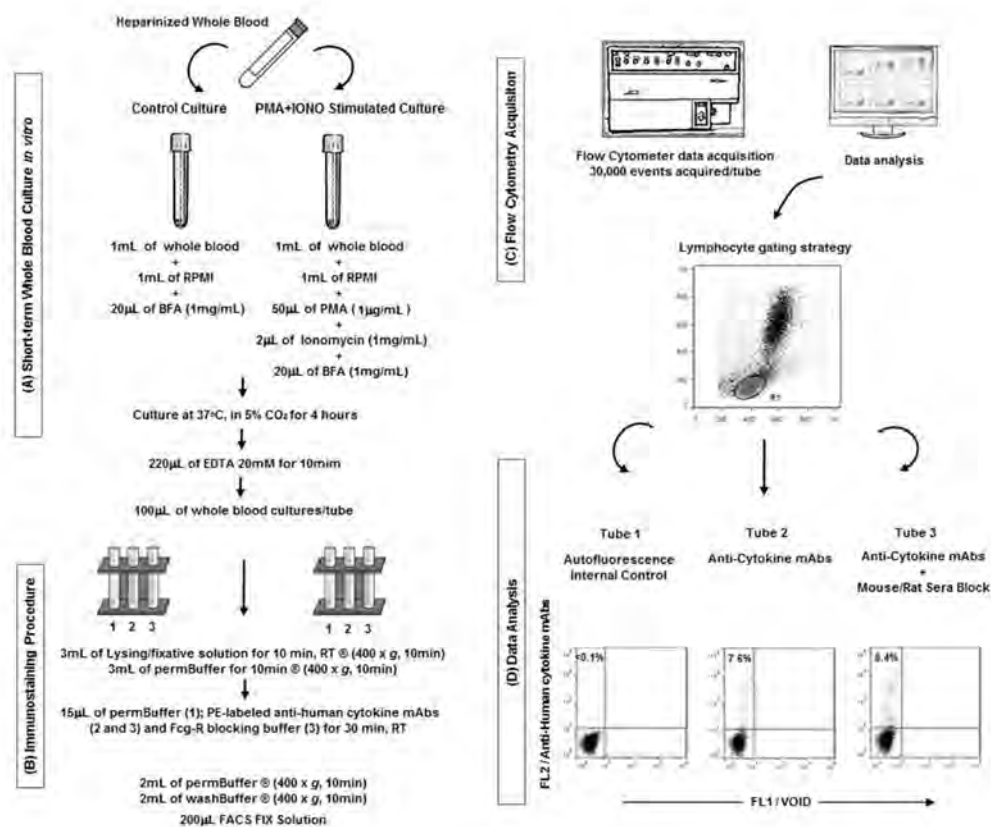 Heparinized Whole Blood
(A) Short-term Whole Blood Culture in vitro
Control Culture
PMA+IONO Stimulated Culture
1mL of whole blood
+
1mL of RPMI
+
20µL of BFA (1mg/mL)
1mL of whole blood
+
1mL of RPMI
+
50µL of PMA (1µg/mL)
+
2µL of Ionomycin (1mg/mL)
+
20µL of BFA (1mg/mL)
Culture at 37ºC, in 5% CO₂ for 4 hours
220µL of EDTA 20mM for 10mim
100µL of whole blood cultures/tube
(B) Immunostaining Procedure
1 2 3
1 2 3
3mL of Lysing/fixative solution for 10 min, RT ® (400 x g, 10min)
3mL of permBuffer for 10min ® (400 x g, 10min)
15µL of permBuffer (1); PE-labeled anti-human cytokine mAbs
(2 and 3) and Fcg-R blocking buffer (3) for 30 min, RT
2mL of permBuffer ® (400 x g, 10min)
2mL of washBuffer ® (400 x g, 10min)
200µL FACS FIX Solution
(C) Flow Cytometry Acquisiton
Flow Cytometer data acquisition
30,000 events acquired/tube
Data analysis
Lymphocyte gating strategy
R1
(D) Data Analysis
Tube 1
Autofluorescence
Internal Control
Tube 2
Anti-Cytokine mAbs
Tube 3
Anti-Cytokine mAbs
+
Mouse/Rat Sera Block
FL2 / Anti-Human cytokine mAbs
<0.1%
7.6%
8.4%
FL1 / VOID